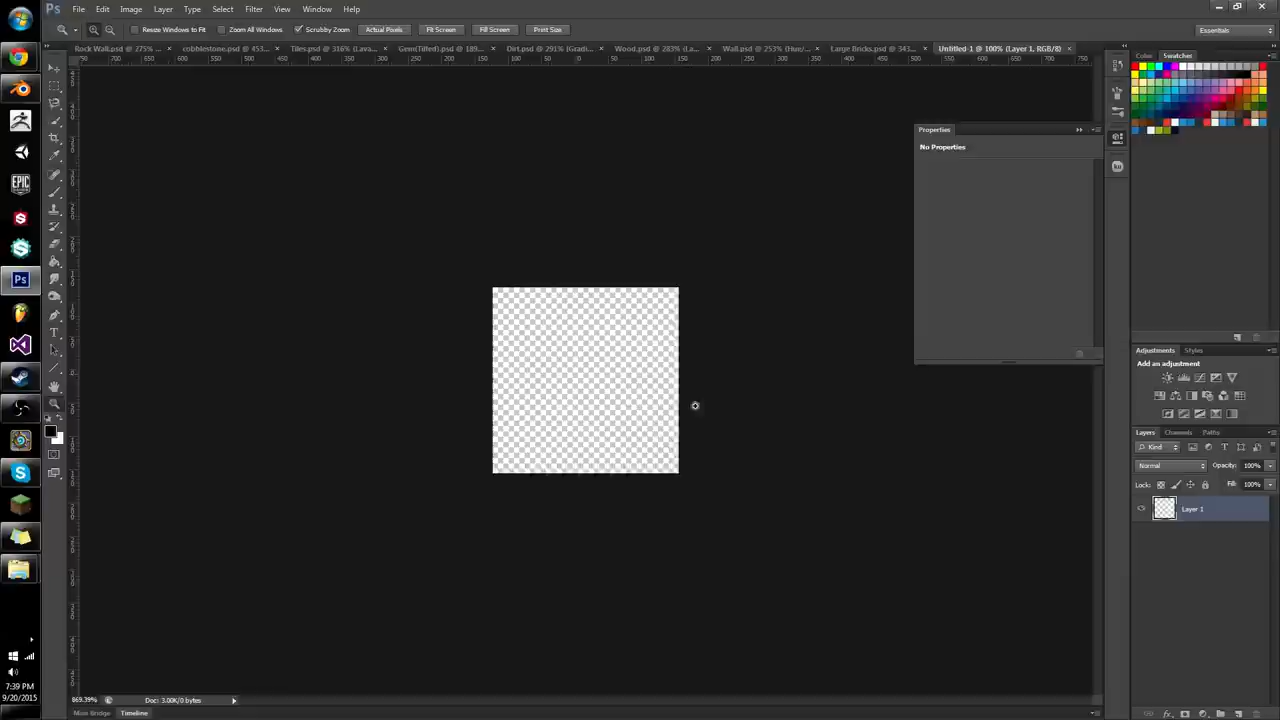 Ps File Edit Image Layer Type Select Filter View Window Help
Resize Windows to Fit Zoom All Windows Scrubby Zoom Actual Pixels Fit Screen Fill Screen Print Size Essentials
Rock Wall.psd @ 275% ... × cobblestone.psd @ 453... × Tiles.psd @ 316% (Lava... × Gem(Tilted).psd @ 189... × Dirt.psd @ 291% (Gradi... × Wood.psd @ 283% (La... × Wall.psd @ 253% (Hue/... × Large Bricks.psd @ 343... × Untitled-1 @ 100% (Layer 1, RGB/8) ×
Color Swatches
Properties
No Properties
EPIC
GAMES
Ps
Adjustments Styles
Add an adjustment
Layers Channels Paths
Kind
Normal Opacity: 100%
Lock: Fill: 100%
Layer 1
7:39 PM
9/20/2015
869.39% Doc: 3.00K/0 bytes
Mini Bridge Timeline